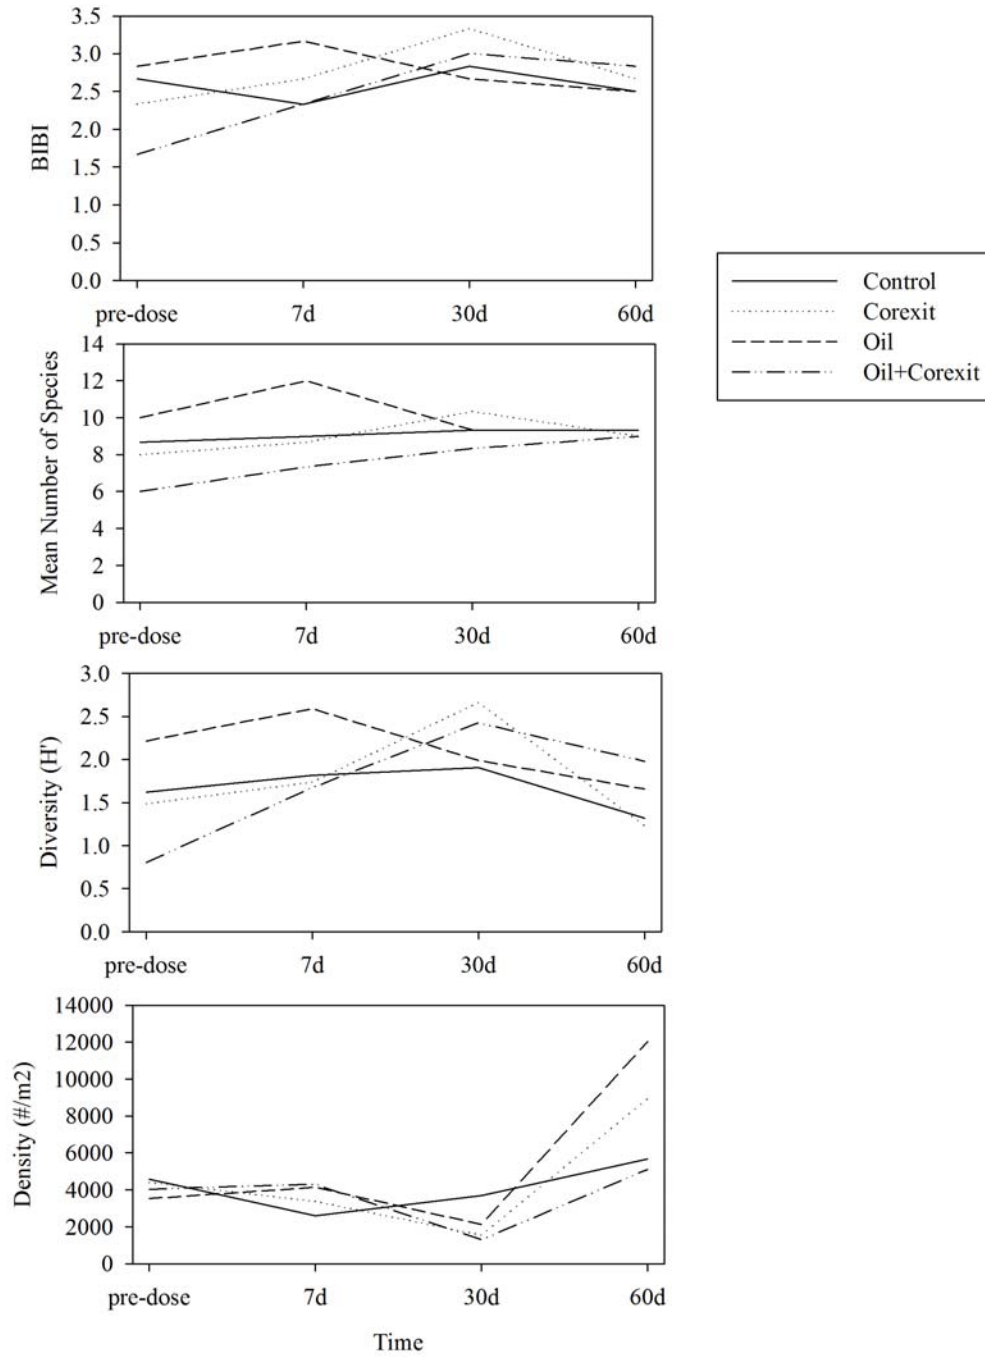 3.5
3.0
2.5
2.0
1.5
1.0
0.5
0.0
BIBI
pre-dose 7d 30d 60d
Control
Corexit
Oil
Oil+Corexit
14
12
10
8
6
4
2
0
Mean Number of Species
pre-dose 7d 30d 60d
3.0
2.5
2.0
1.5
1.0
0.5
0.0
Diversity (H')
pre-dose 7d 30d 60d
14000
12000
10000
8000
6000
4000
2000
0
Density (#/m2)
pre-dose 7d 30d 60d
Time